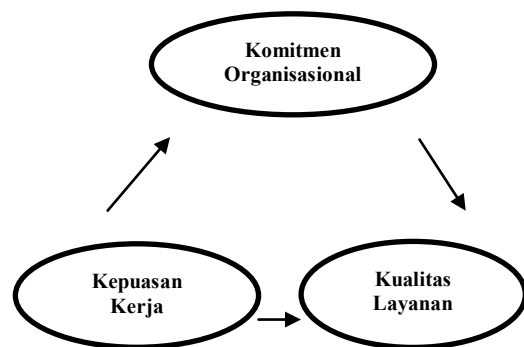 Komitmen
Organisasional
Kepuasan
Kerja
Kualitas
Layanan